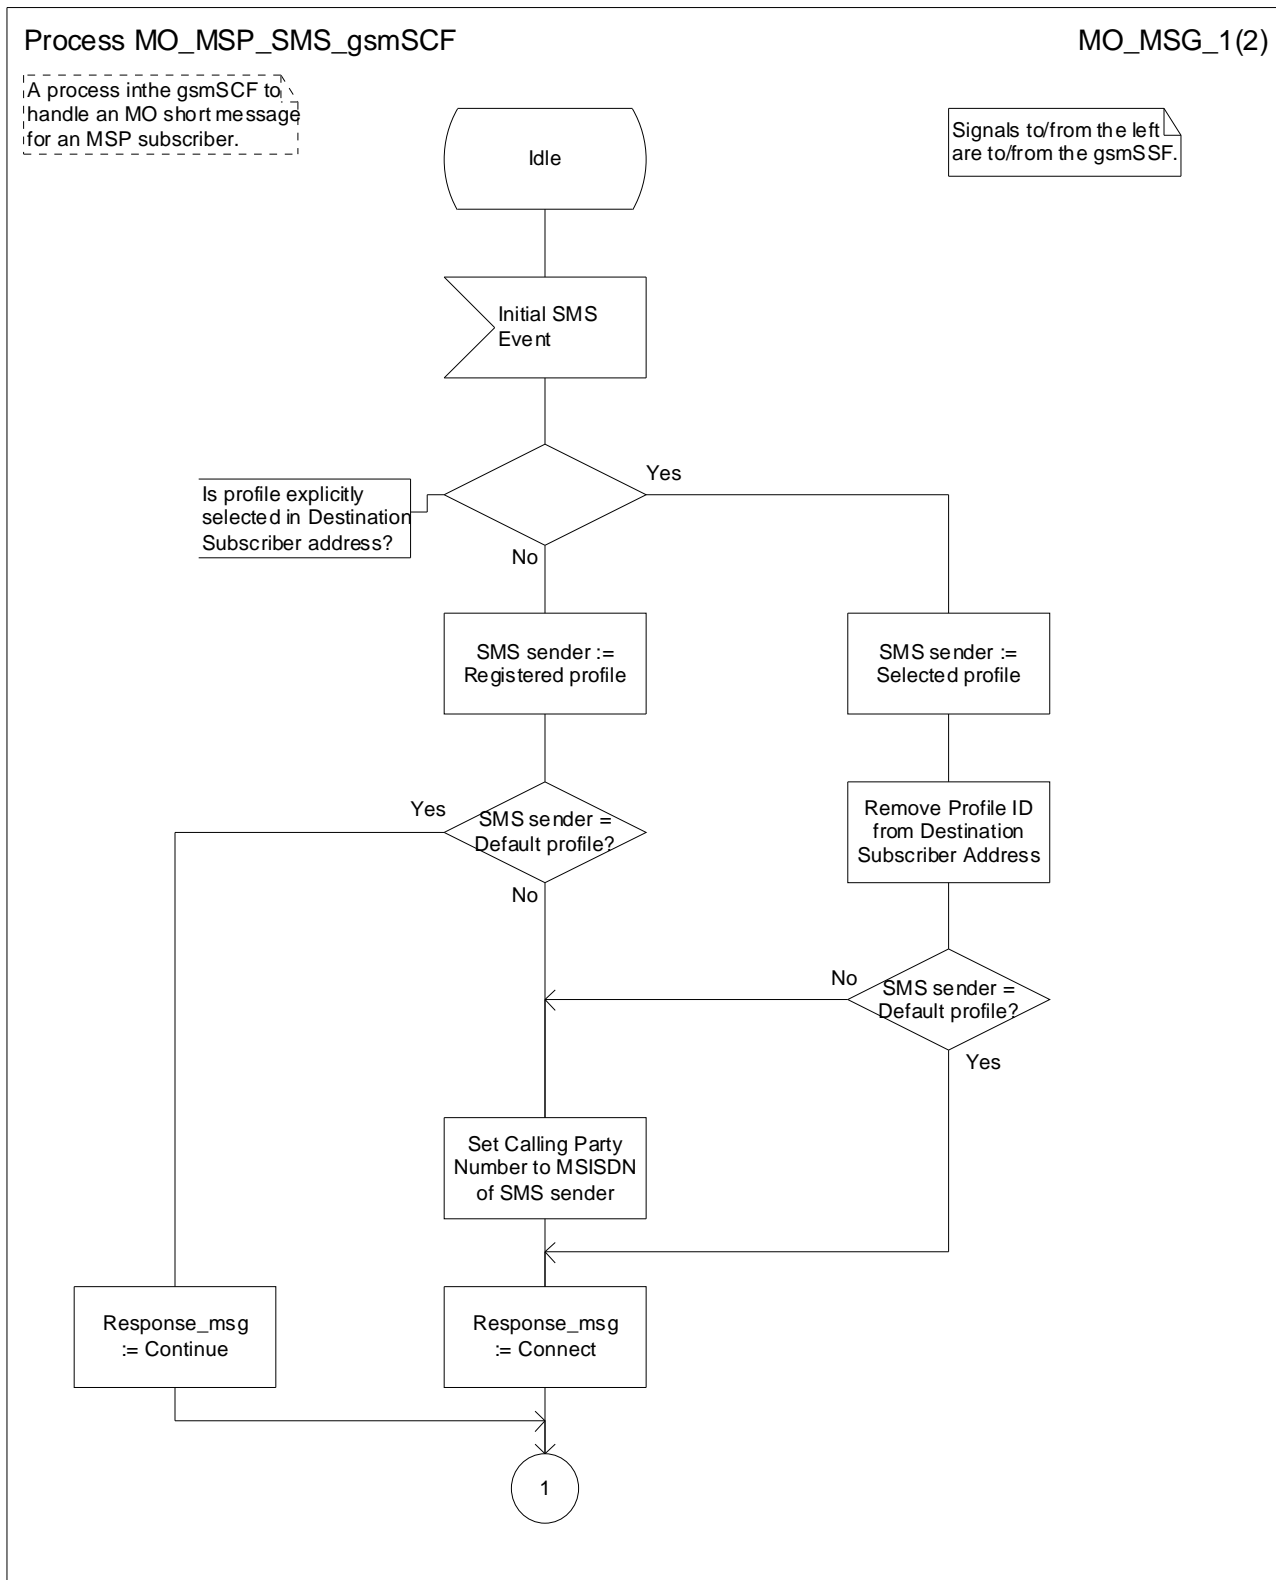 Process MO_MSP_SMS_gsmSCF
MO_MSG_1(2)
A process inthe gsmSCF to
handle an MO short message
for an MSP subscriber.
Signals to/from the left
are to/from the gsmSSF.
Idle
Initial SMS
Event
Is profile explicitly
selected in Destination
Subscriber address?
Yes
No
SMS sender :=
Registered profile
SMS sender :=
Selected profile
Yes
SMS sender =
Default profile?
No
Remove Profile ID
from Destination
Subscriber Address
No
SMS sender =
Default profile?
Yes
Set Calling Party
Number to MSISDN
of SMS sender
Response_msg
:= Continue
Response_msg
:= Connect
1